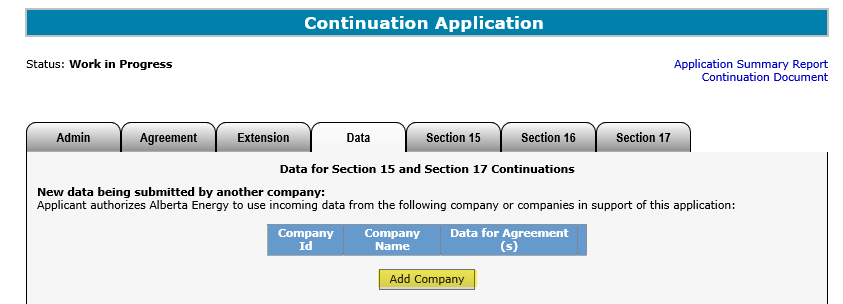 Continuation Application
Status: Work in Progress
Application Summary Report
Continuation Document
Admin
Agreement
Extension
Data
Section 15
Section 16
Section 17
Data for Section 15 and Section 17 Continuations
New data being submitted by another company:
Applicant authorizes Alberta Energy to use incoming data from the following company or companies in support of this application:
Company
Id
Company
Name
Data for Agreement
(s)
Add Company